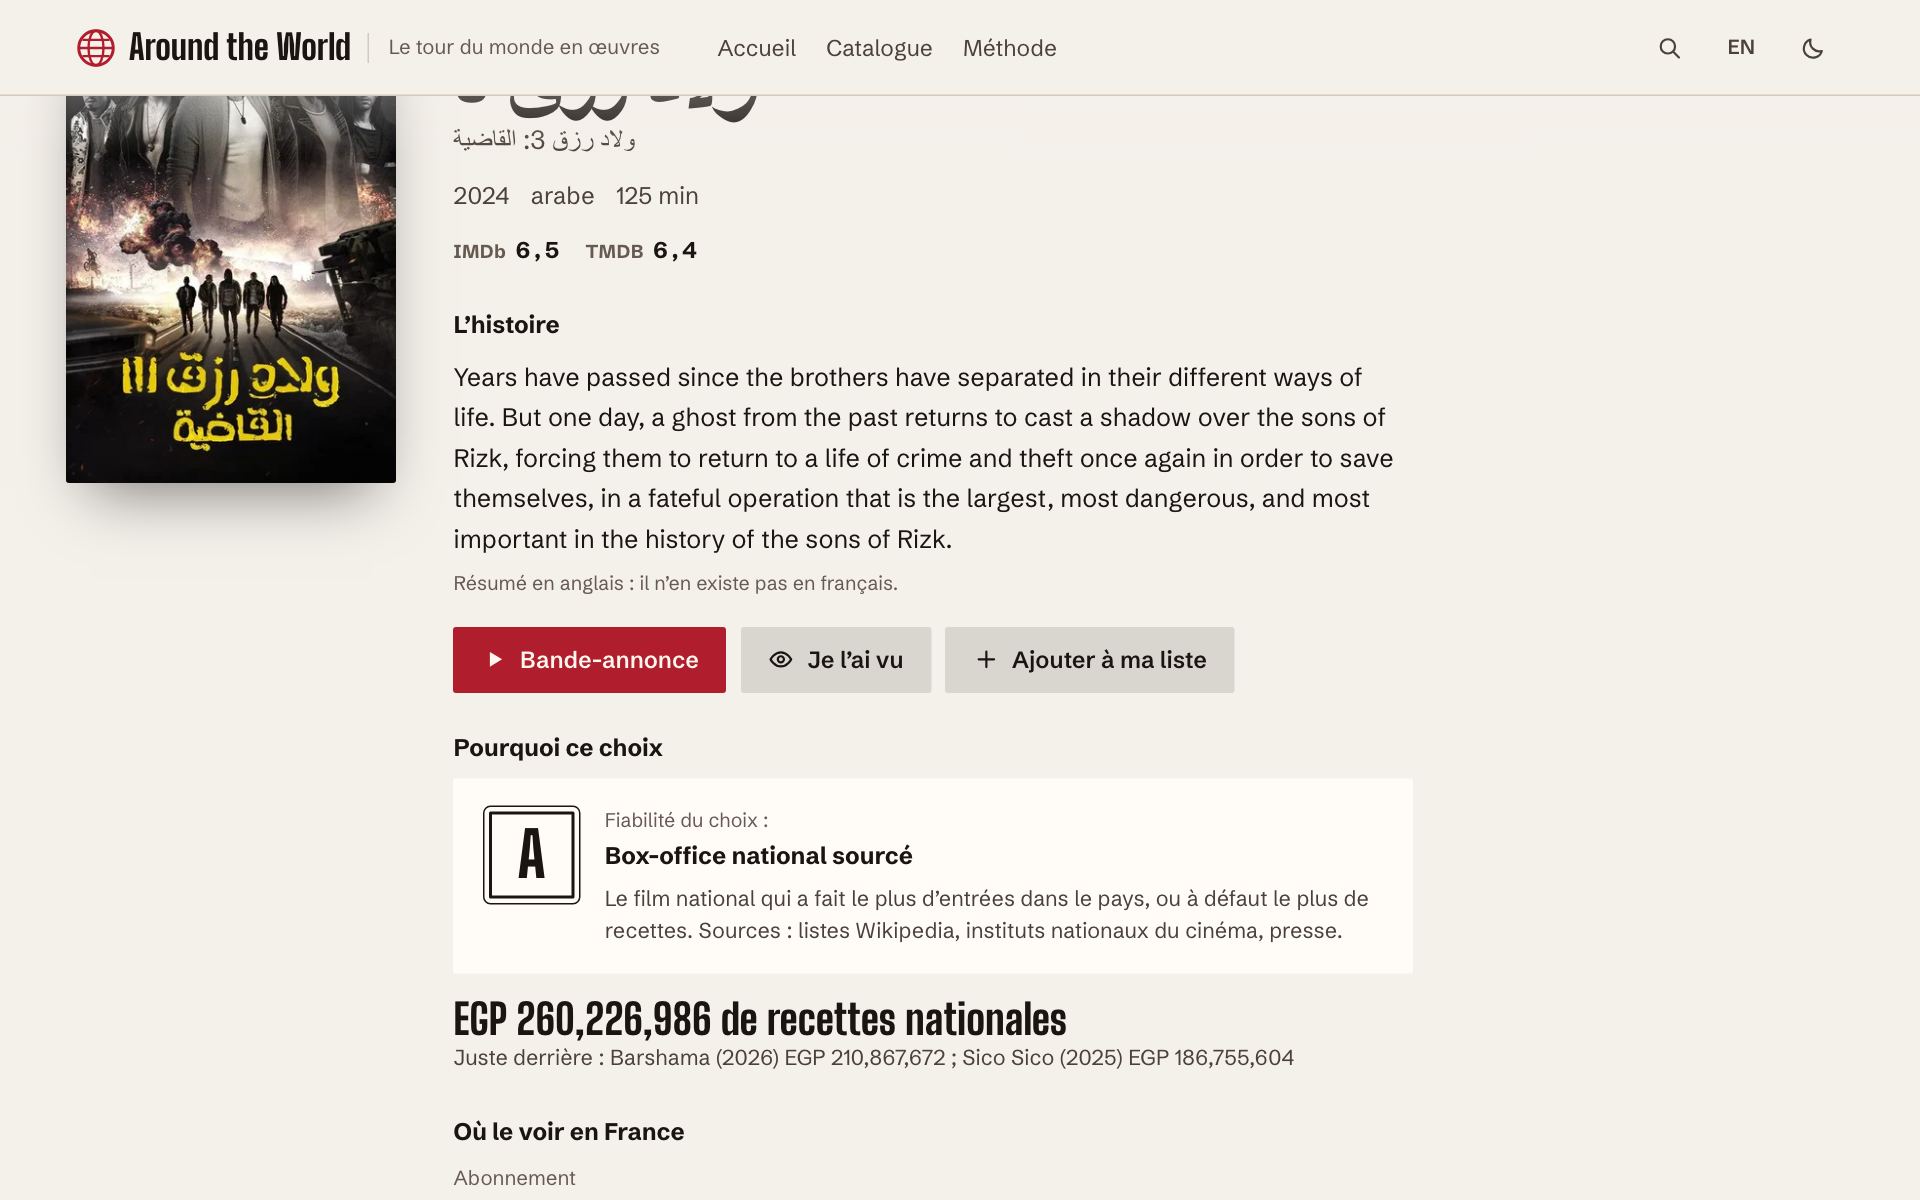 Around the World
Le tour du monde en œuvres
Accueil
Catalogue
Méthode
EN
ولاد رزق 3: القاضية
2024 arabe 125 min
IMDb 6,5 TMDB 6,4
ولاد رزق III
القاضية
L’histoire
Years have passed since the brothers have separated in their different ways of
life. But one day, a ghost from the past returns to cast a shadow over the sons of
Rizk, forcing them to return to a life of crime and theft once again in order to save
themselves, in a fateful operation that is the largest, most dangerous, and most
important in the history of the sons of Rizk.
Résumé en anglais : il n’en existe pas en français.
Bande-annonce
Je l’ai vu
Ajouter à ma liste
Pourquoi ce choix
A
Fiabilité du choix :
Box-office national sourcé
Le film national qui a fait le plus d’entrées dans le pays, ou à défaut le plus de
recettes. Sources : listes Wikipedia, instituts nationaux du cinéma, presse.
EGP 260,226,986 de recettes nationales
Juste derrière : Barshama (2026) EGP 210,867,672 ; Sico Sico (2025) EGP 186,755,604
Où le voir en France
Abonnement